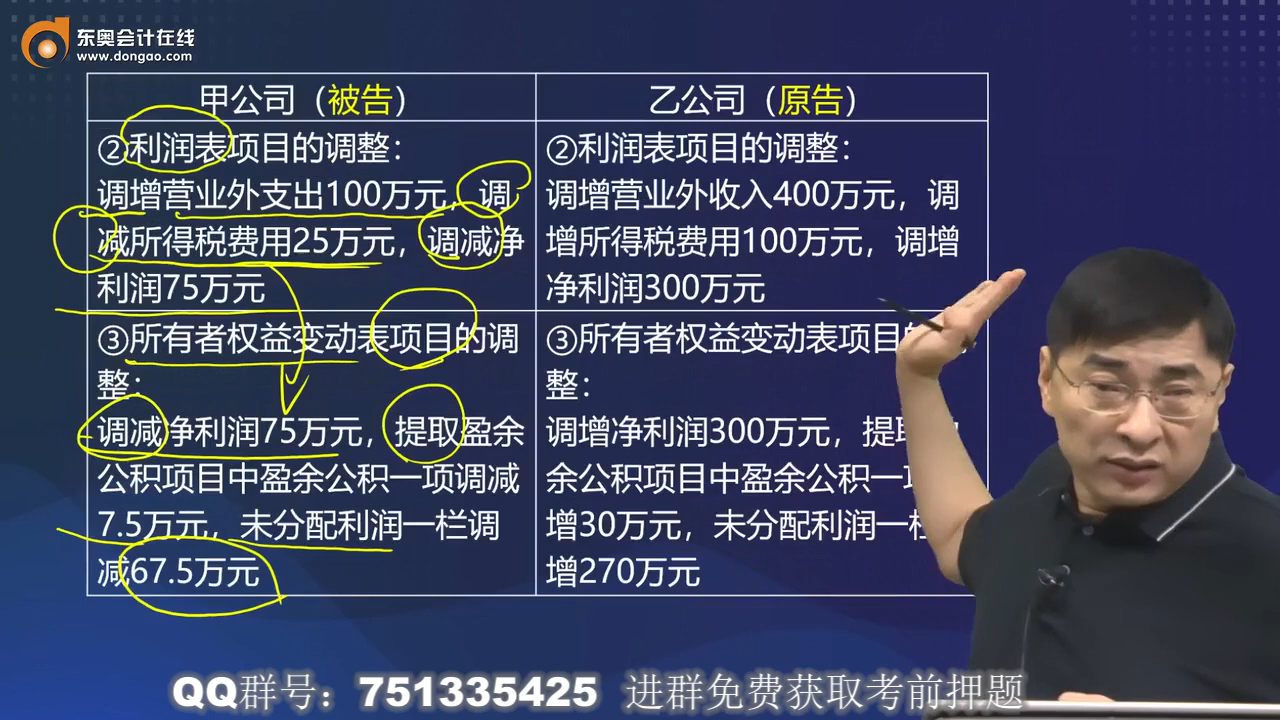 东奥会计在线
www.dongao.com
甲公司（被告）
乙公司（原告）
②利润表项目的调整：
调增营业外支出100万元，调
减所得税费用25万元，调减净
利润75万元
②利润表项目的调整：
调增营业外收入400万元，调
增所得税费用100万元，调增
净利润300万元
③所有者权益变动表项目的调
整：
调减净利润75万元，提取盈余
公积项目中盈余公积一项调减
7.5万元，未分配利润一栏调
减67.5万元
③所有者权益变动表项目的
整：
调增净利润300万元，提取
余公积项目中盈余公积一
增30万元，未分配利润一栏
增270万元
QQ群号：751335425 进群免费获取考前押题